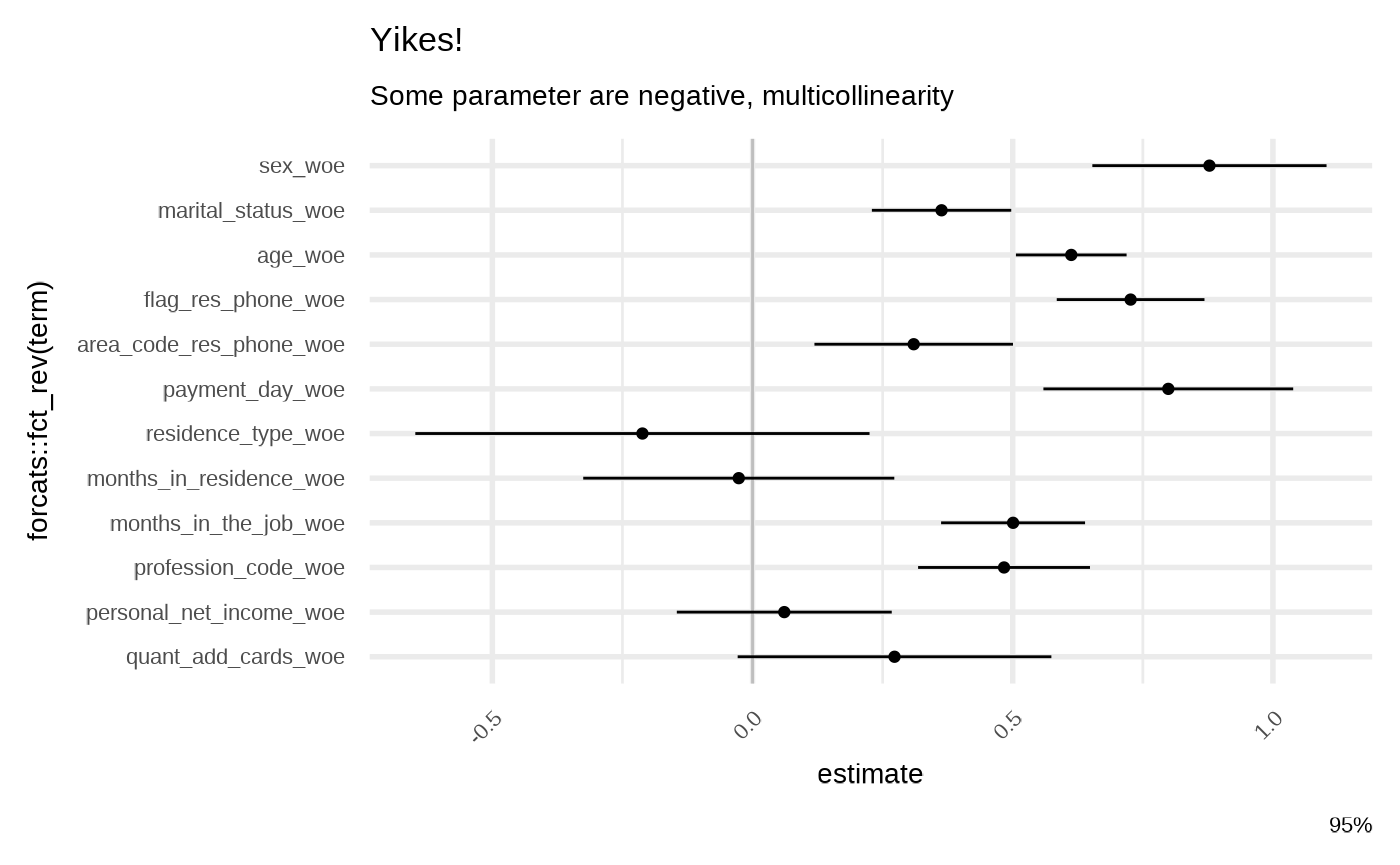 Yikes!
Some parameter are negative, multicollinearity
forcats::fct_rev(term)
sex_woe
marital_status_woe
age_woe
flag_res_phone_woe
area_code_res_phone_woe
payment_day_woe
residence_type_woe
months_in_residence_woe
months_in_the_job_woe
profession_code_woe
personal_net_income_woe
quant_add_cards_woe
-0.5 0.0 0.5 1.0
estimate
95%